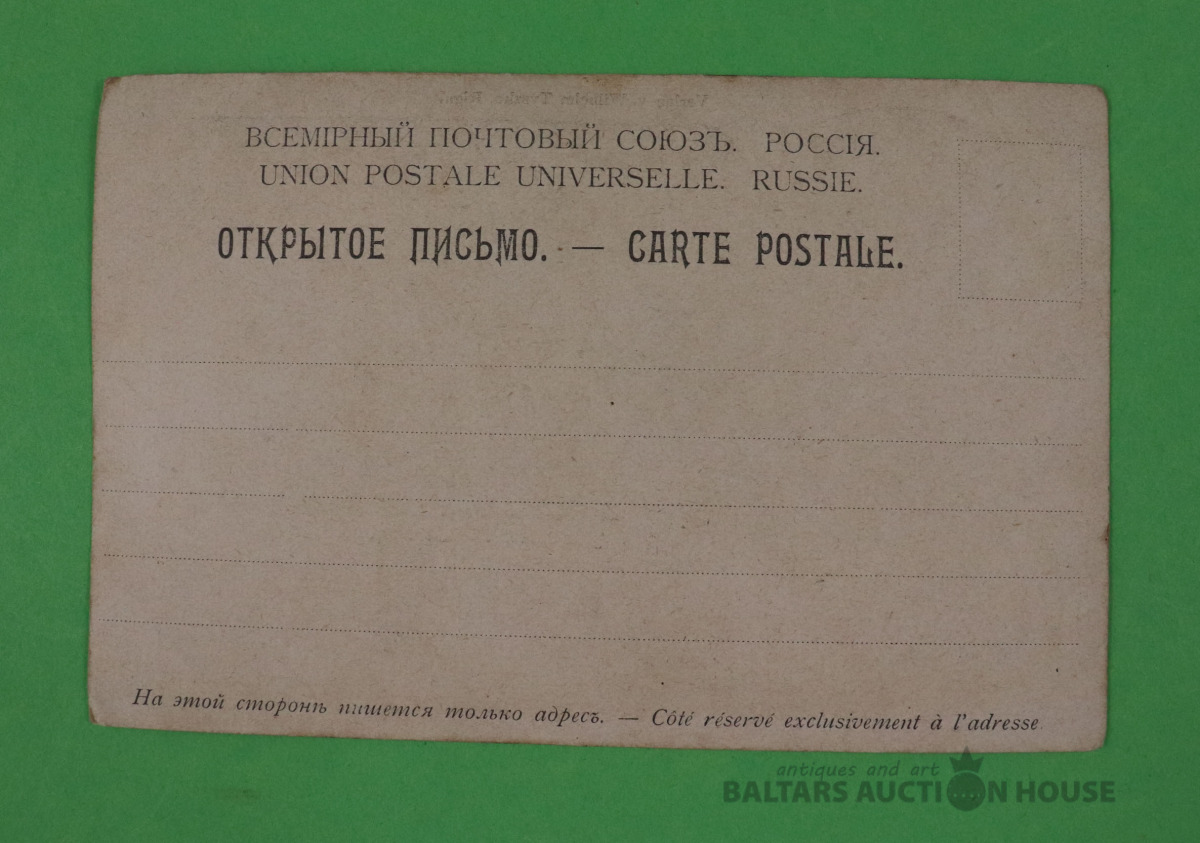 ВСЕМІРНЫЙ ПОЧТОВЫЙ СОЮЗЪ. РОССІЯ.
UNION POSTALE UNIVERSELLE. RUSSIE.
ОТКРЫТОЕ ПИСЬМО. — CARTE POSTALE.
На этой сторонѣ пишется только адресъ. — Côté réservé exclusivement à l'adresse
antiques and art
BALTARS AUCTION HOUSE